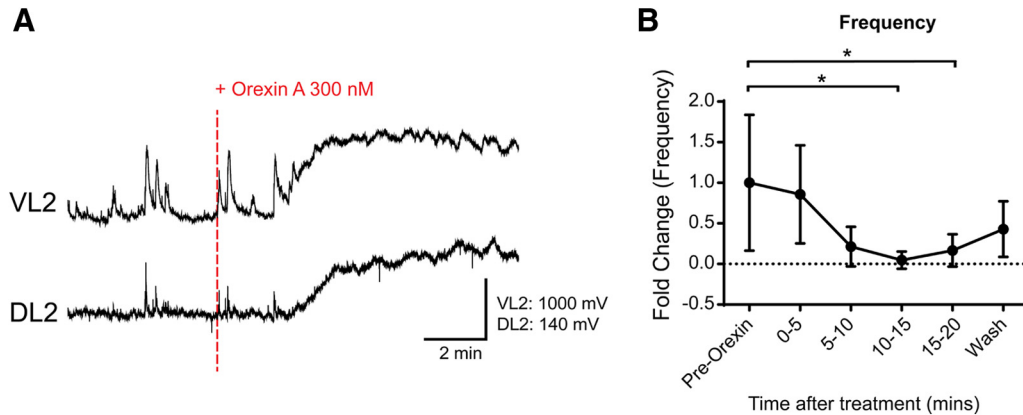 A
+ Orexin A 300 nM
VL2
DL2
VL2: 1000 mV
DL2: 140 mV
2 min
B
Frequency
*
*
Fold Change (Frequency)
2.0
1.5
1.0
0.5
0.0
-0.5
Pre-Orexin
0-5
5-10
10-15
15-20
Wash
Time after treatment (mins)